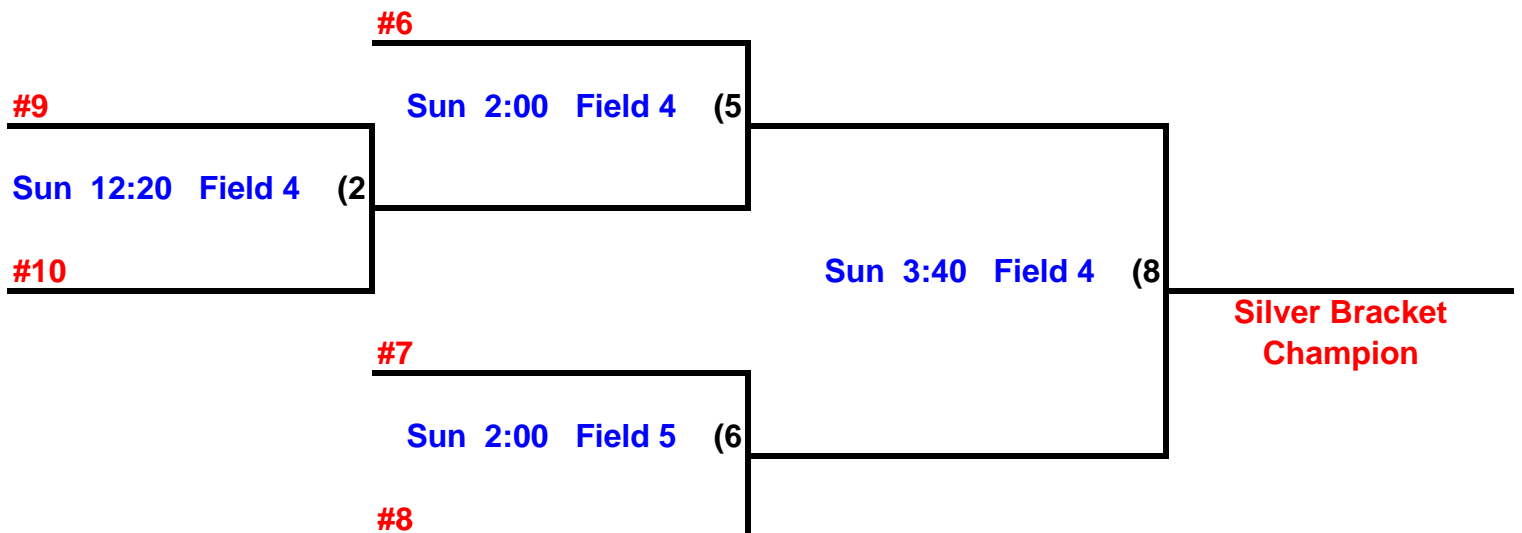 #6
#9
Sun 2:00 Field 4 (5
Sun 12:20 Field 4 (2
#10
Sun 3:40 Field 4 (8
Silver Bracket
Champion
#7
Sun 2:00 Field 5 (6
#8